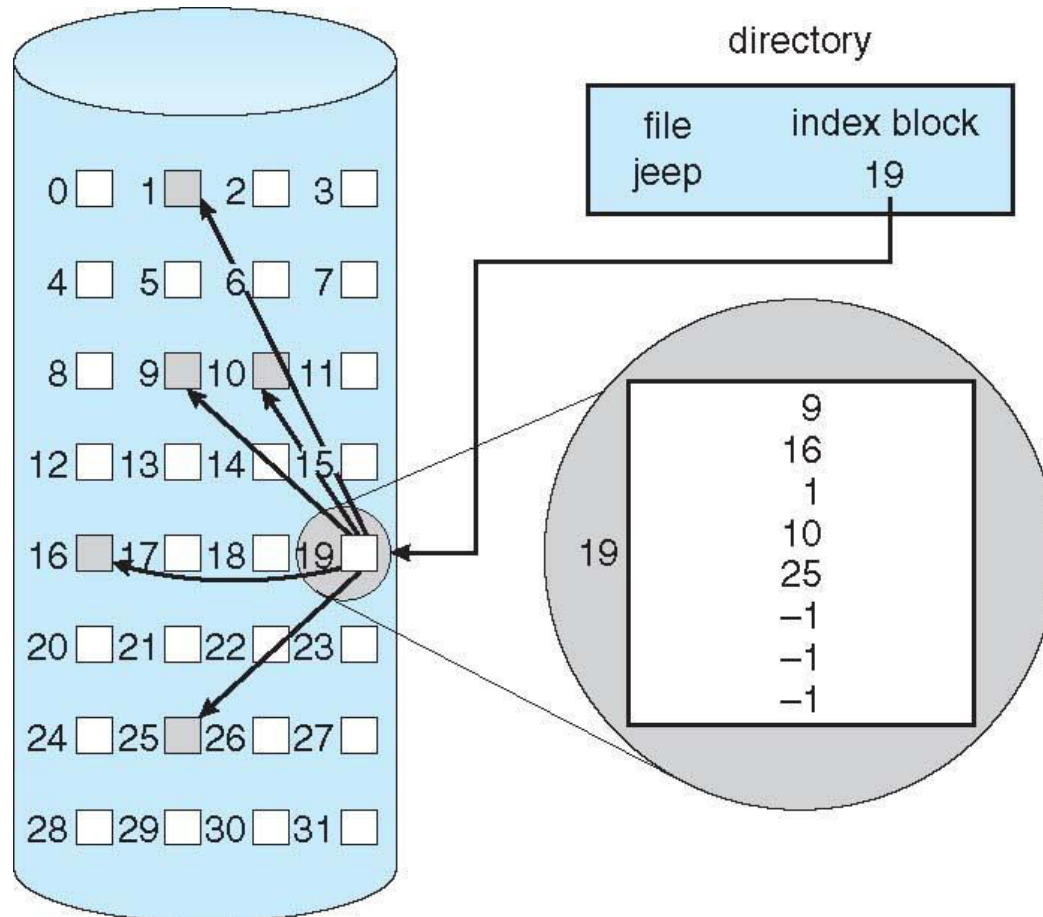 directory
file index block
jeep 19
0 1 2 3
4 5 6 7
8 9 10 11
12 13 14 15
16 17 18 19
20 21 22 23
24 25 26 27
28 29 30 31
19
9
16
1
10
25
–1
–1
–1